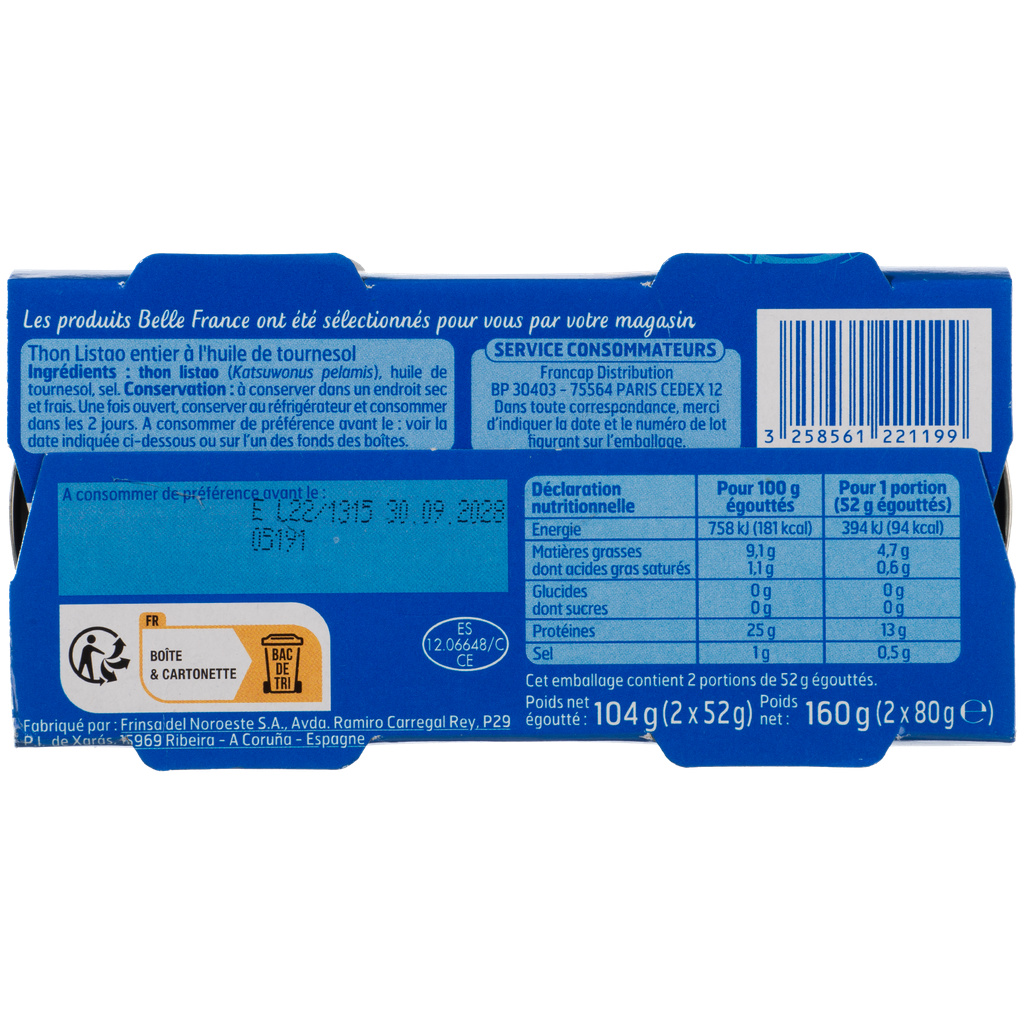 Les produits Belle France ont été sélectionnés pour vous par votre magasin
Thon Listao entier à l'huile de tournesol
Ingrédients : thon listao (Katsuwonus pelamis), huile de
tournesol, sel. Conservation : à conserver dans un endroit sec
et frais. Une fois ouvert, conserver au réfrigérateur et consommer
dans les 2 jours. A consommer de préférence avant le : voir la
date indiquée ci-dessous ou sur l'un des fonds des boîtes.
SERVICE CONSOMMATEURS
Francap Distribution
BP 30403 - 75564 PARIS CEDEX 12
Dans toute correspondance, merci
d'indiquer la date et le numéro de lot
figurant sur l'emballage.
3 258561 221199
A consommer de préférence avant le :
E L22/1315 30.09.2028
05191
Déclaration nutritionnelle Pour 100 g égouttés Pour 1 portion (52 g égouttés)
Energie 758 kJ (181 kcal) 394 kJ (94 kcal)
Matières grasses 9,1 g 4,7 g
dont acides gras saturés 1,1 g 0,6 g
Glucides 0 g 0 g
dont sucres 0 g 0 g
Protéines 25 g 13 g
Sel 1 g 0,5 g
FR
BOÎTE
& CARTONETTE
BAC
DE
TRI
ES
12.06648/C
CE
Cet emballage contient 2 portions de 52 g égouttés.
Poids net égoutté : 104 g (2 x 52g) Poids net : 160 g (2 x 80g ℮)
Fabriqué par : Frinsa del Noroeste S.A., Avda. Ramiro Carregal Rey, P29
P.I. de Xarás, 15969 Ribeira - A Coruña - Espagne